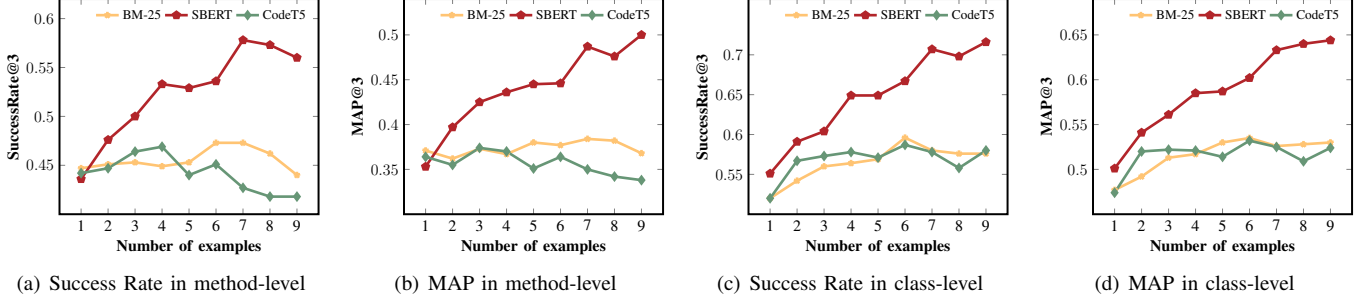 BM-25 SBERT CodeT5
0.6
0.55
0.5
0.45
SuccessRate@3
1 2 3 4 5 6 7 8 9
Number of examples
(a) Success Rate in method-level
BM-25 SBERT CodeT5
0.5
0.45
0.4
0.35
MAP@3
1 2 3 4 5 6 7 8 9
Number of examples
(b) MAP in method-level
BM-25 SBERT CodeT5
0.7
0.65
0.6
0.55
SuccessRate@3
1 2 3 4 5 6 7 8 9
Number of examples
(c) Success Rate in class-level
BM-25 SBERT CodeT5
0.65
0.6
0.55
0.5
MAP@3
1 2 3 4 5 6 7 8 9
Number of examples
(d) MAP in class-level